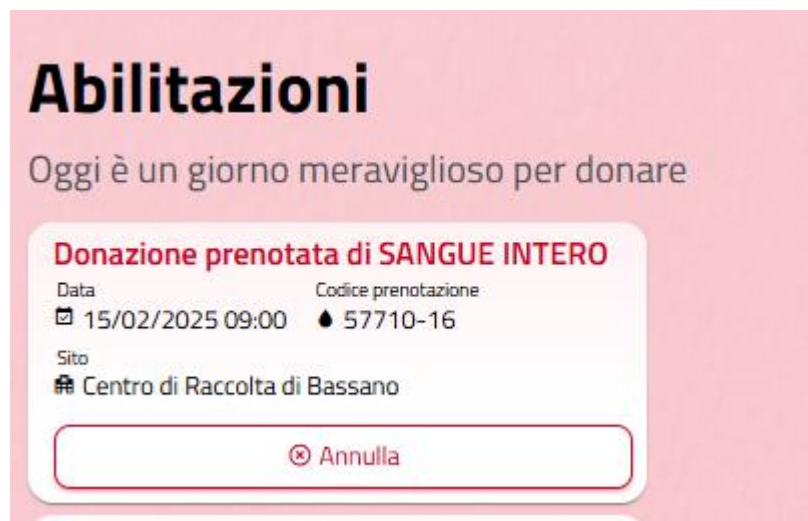 Abilitazioni
Oggi è un giorno meraviglioso per donare
Donazione prenotata di SANGUE INTERO
Data Codice prenotazione
15/02/2025 09:00 57710-16
Sito
Centro di Raccolta di Bassano
Annulla